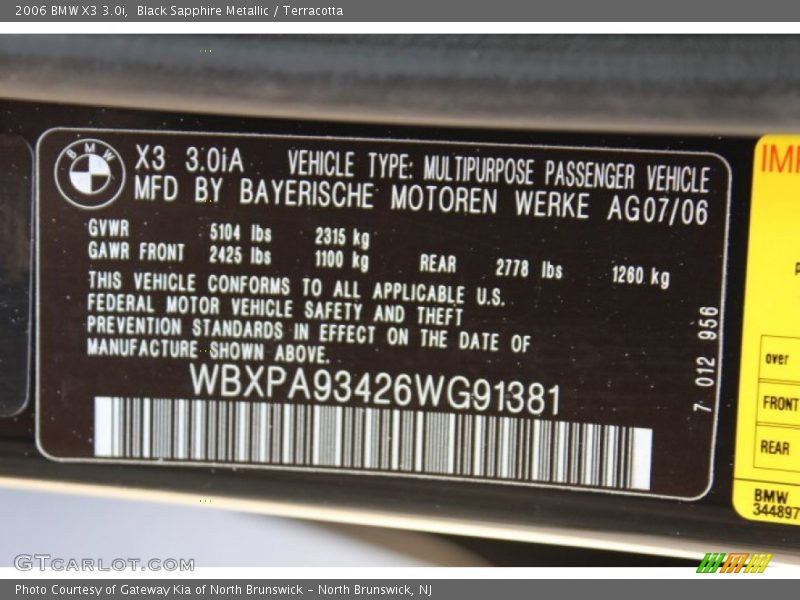 2006 BMW X3 3.0i,  Black Sapphire Metallic / Terracotta
BMW
X3 3.0iA VEHICLE TYPE: MULTIPURPOSE PASSENGER VEHICLE
MFD BY BAYERISCHE MOTOREN WERKE AG07/06
GVWR 5104 lbs 2315 kg
GAWR FRONT 2425 lbs 1100 kg REAR 2778 lbs 1260 kg
THIS VEHICLE CONFORMS TO ALL APPLICABLE U.S.
FEDERAL MOTOR VEHICLE SAFETY AND THEFT
PREVENTION STANDARDS IN EFFECT ON THE DATE OF
MANUFACTURE SHOWN ABOVE.
WBXPA93426WG91381
7 012 956
over
FRONT
REAR
BMW
344897
GTCARLOT.COM
Photo Courtesy of Gateway Kia of North Brunswick - North Brunswick, NJ